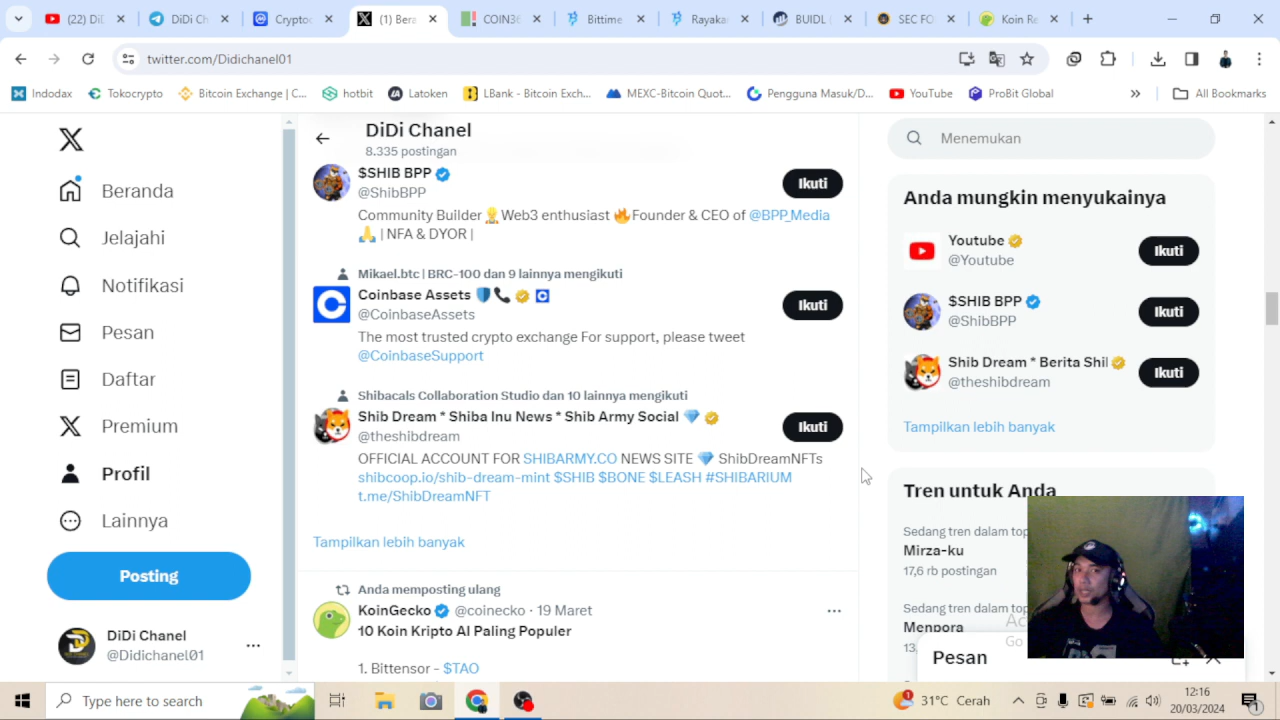 (22) DiD
DiDi Ch
Cryptoc
(1) Bera
COIN36
Bittime
Rayakan
BUIDL (
SEC FO
Koin Re
twitter.com/Didichanel01
Indodax
Tokocrypto
Bitcoin Exchange | C...
hotbit
Latoken
LBank - Bitcoin Exch...
MEXC-Bitcoin Quot...
Pengguna Masuk/D...
YouTube
ProBit Global
All Bookmarks
Beranda
Jelajahi
Notifikasi
Pesan
Daftar
Premium
Profil
Lainnya
Posting
DiDi Chanel
@Didichanel01
DiDi Chanel
8.335 postingan
$SHIB BPP
@ShibBPP
Ikuti
Community Builder Web3 enthusiast 🔥Founder & CEO of @BPP_Media
🙏 | NFA & DYOR |
Mikael.btc | BRC-100 dan 9 lainnya mengikuti
Coinbase Assets 🛡️📞
@CoinbaseAssets
Ikuti
The most trusted crypto exchange For support, please tweet
@CoinbaseSupport
Shibacals Collaboration Studio dan 10 lainnya mengikuti
Shib Dream * Shiba Inu News * Shib Army Social 💎
@theshibdream
Ikuti
OFFICIAL ACCOUNT FOR SHIBARMY.CO NEWS SITE 💎 ShibDreamNFTs
shibcoop.io/shib-dream-mint $SHIB $BONE $LEASH #SHIBARIUM
t.me/ShibDreamNFT
Tampilkan lebih banyak
Anda memposting ulang
KoinGecko @coinecko · 19 Maret
10 Koin Kripto AI Paling Populer
1. Bittensor - $TAO
Menemukan
Anda mungkin menyukainya
Youtube
@Youtube
Ikuti
$SHIB BPP
@ShibBPP
Ikuti
Shib Dream * Berita Shil
@theshibdream
Ikuti
Tampilkan lebih banyak
Tren untuk Anda
Sedang tren dalam top
Mirza-ku
17,6 rb postingan
Sedang tren dalam top
Menpora
13,
Ac
Go
Pesan
Type here to search
1
31°C Cerah
12:16
20/03/2024
1